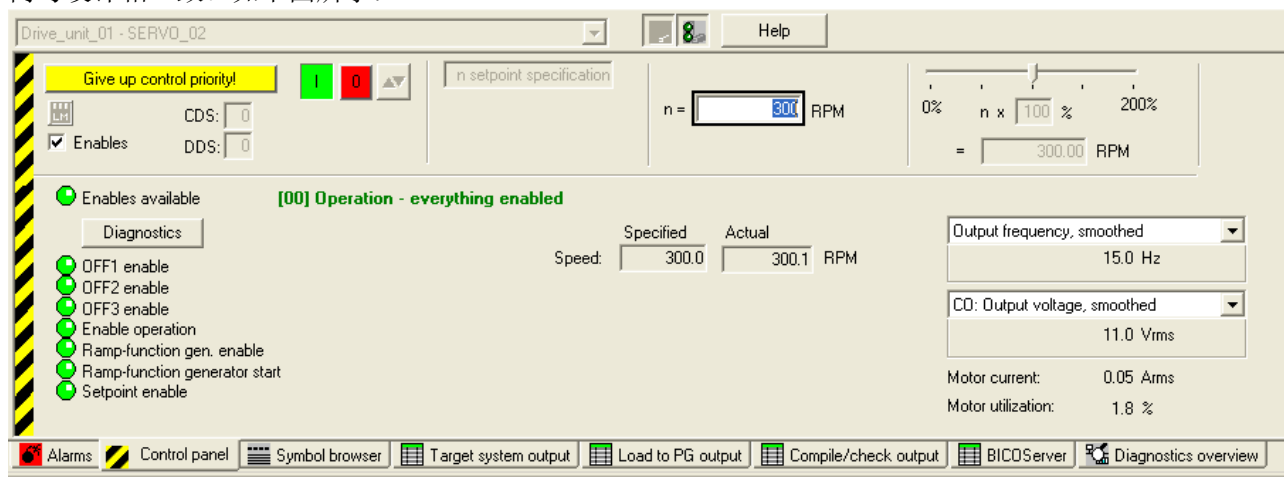 Drive_unit_01 - SERVO_02 Help
Give up control priority! I 0 n setpoint specification
n = 300 RPM 0% n x 100 % 200%
LM CDS: 0
Enables DDS: 0 = 300.00 RPM
Enables available [00] Operation - everything enabled
Diagnostics Specified Actual Output frequency, smoothed
Speed: 300.0 300.1 RPM 15.0 Hz
OFF1 enable
OFF2 enable
OFF3 enable CO: Output voltage, smoothed
Enable operation 11.0 Vrms
Ramp-function gen. enable
Ramp-function generator start Motor current: 0.05 Arms
Setpoint enable Motor utilization: 1.8 %
Alarms Control panel Symbol browser Target system output Load to PG output Compile/check output BICOServer Diagnostics overview